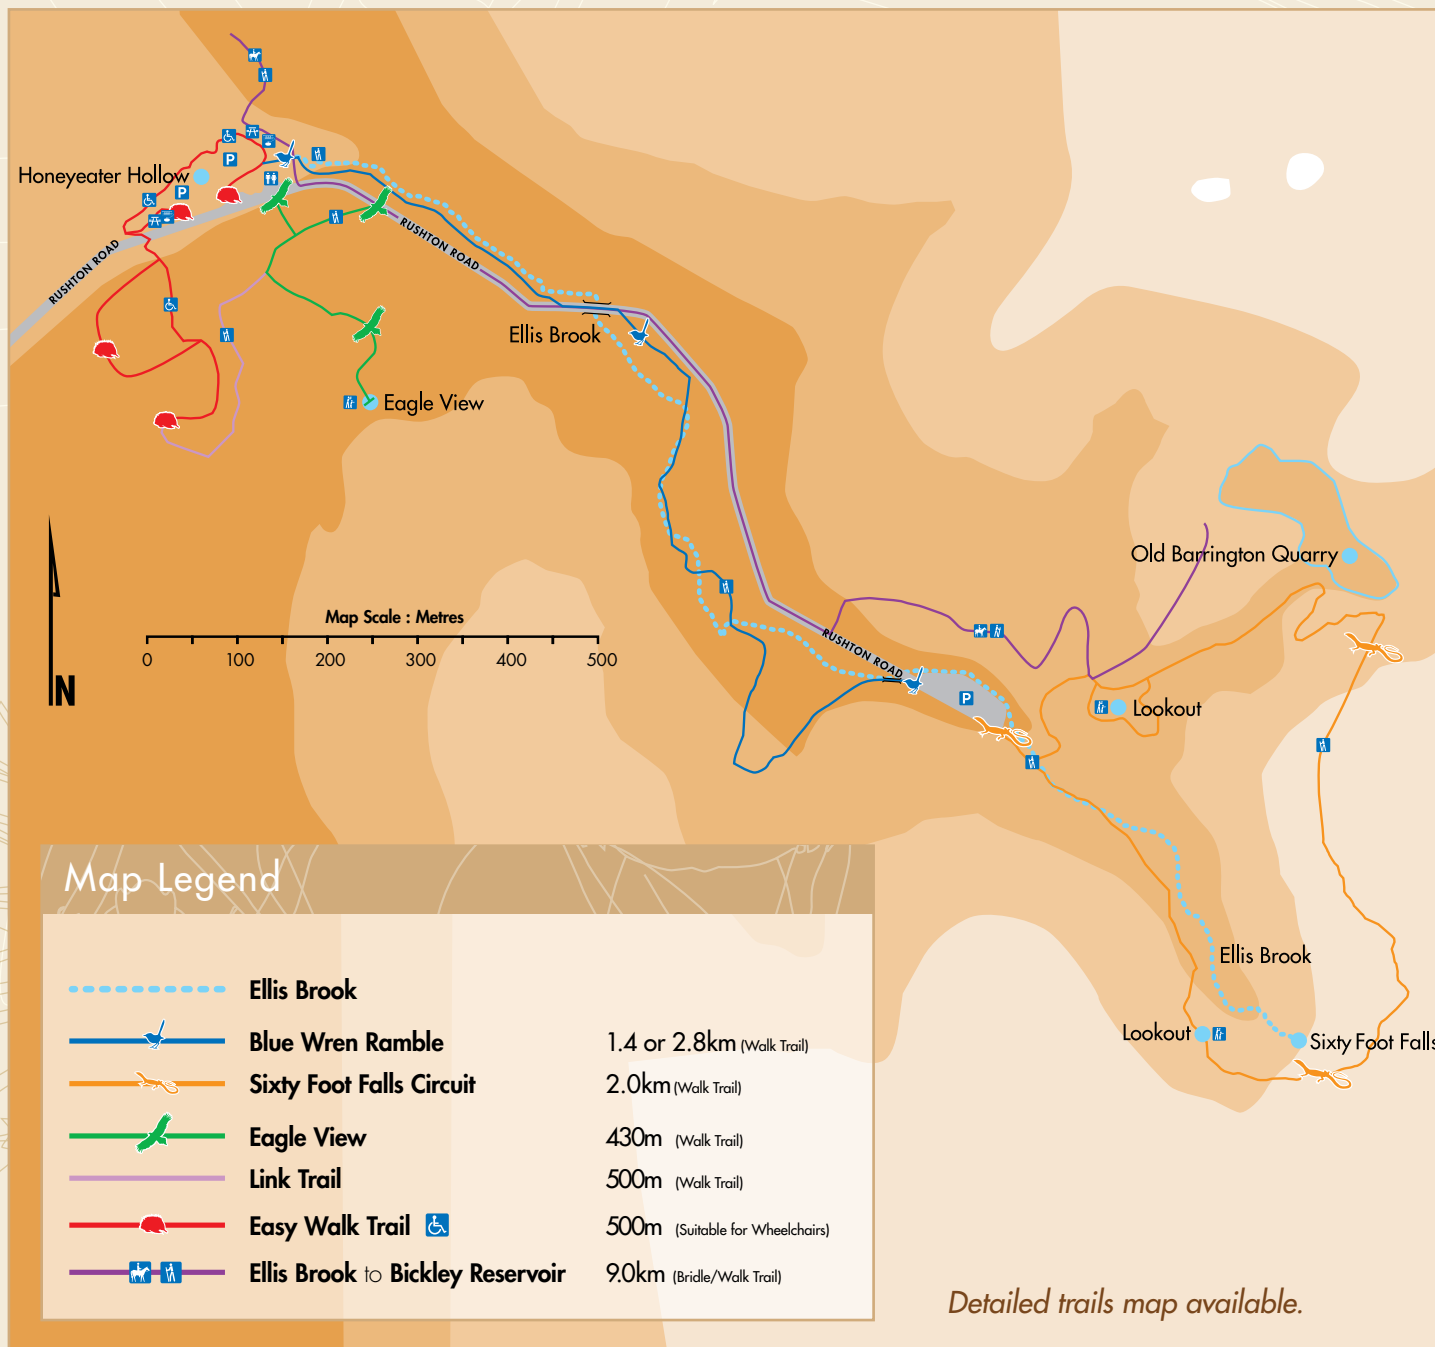 Honeyeater Hollow
P
P
RUSHTON ROAD
RUSHTON ROAD
Ellis Brook
Eagle View
Old Barrington Quarry
Map Scale : Metres
0 100 200 300 400 500
N
RUSHTON ROAD
P
Lookout
Ellis Brook
Lookout
Sixty Foot Falls
Map Legend
Ellis Brook
Blue Wren Ramble 1.4 or 2.8km (Walk Trail)
Sixty Foot Falls Circuit 2.0km (Walk Trail)
Eagle View 430m (Walk Trail)
Link Trail 500m (Walk Trail)
Easy Walk Trail 500m (Suitable for Wheelchairs)
Ellis Brook to Bickley Reservoir 9.0km (Bridle/Walk Trail)
Detailed trails map available.